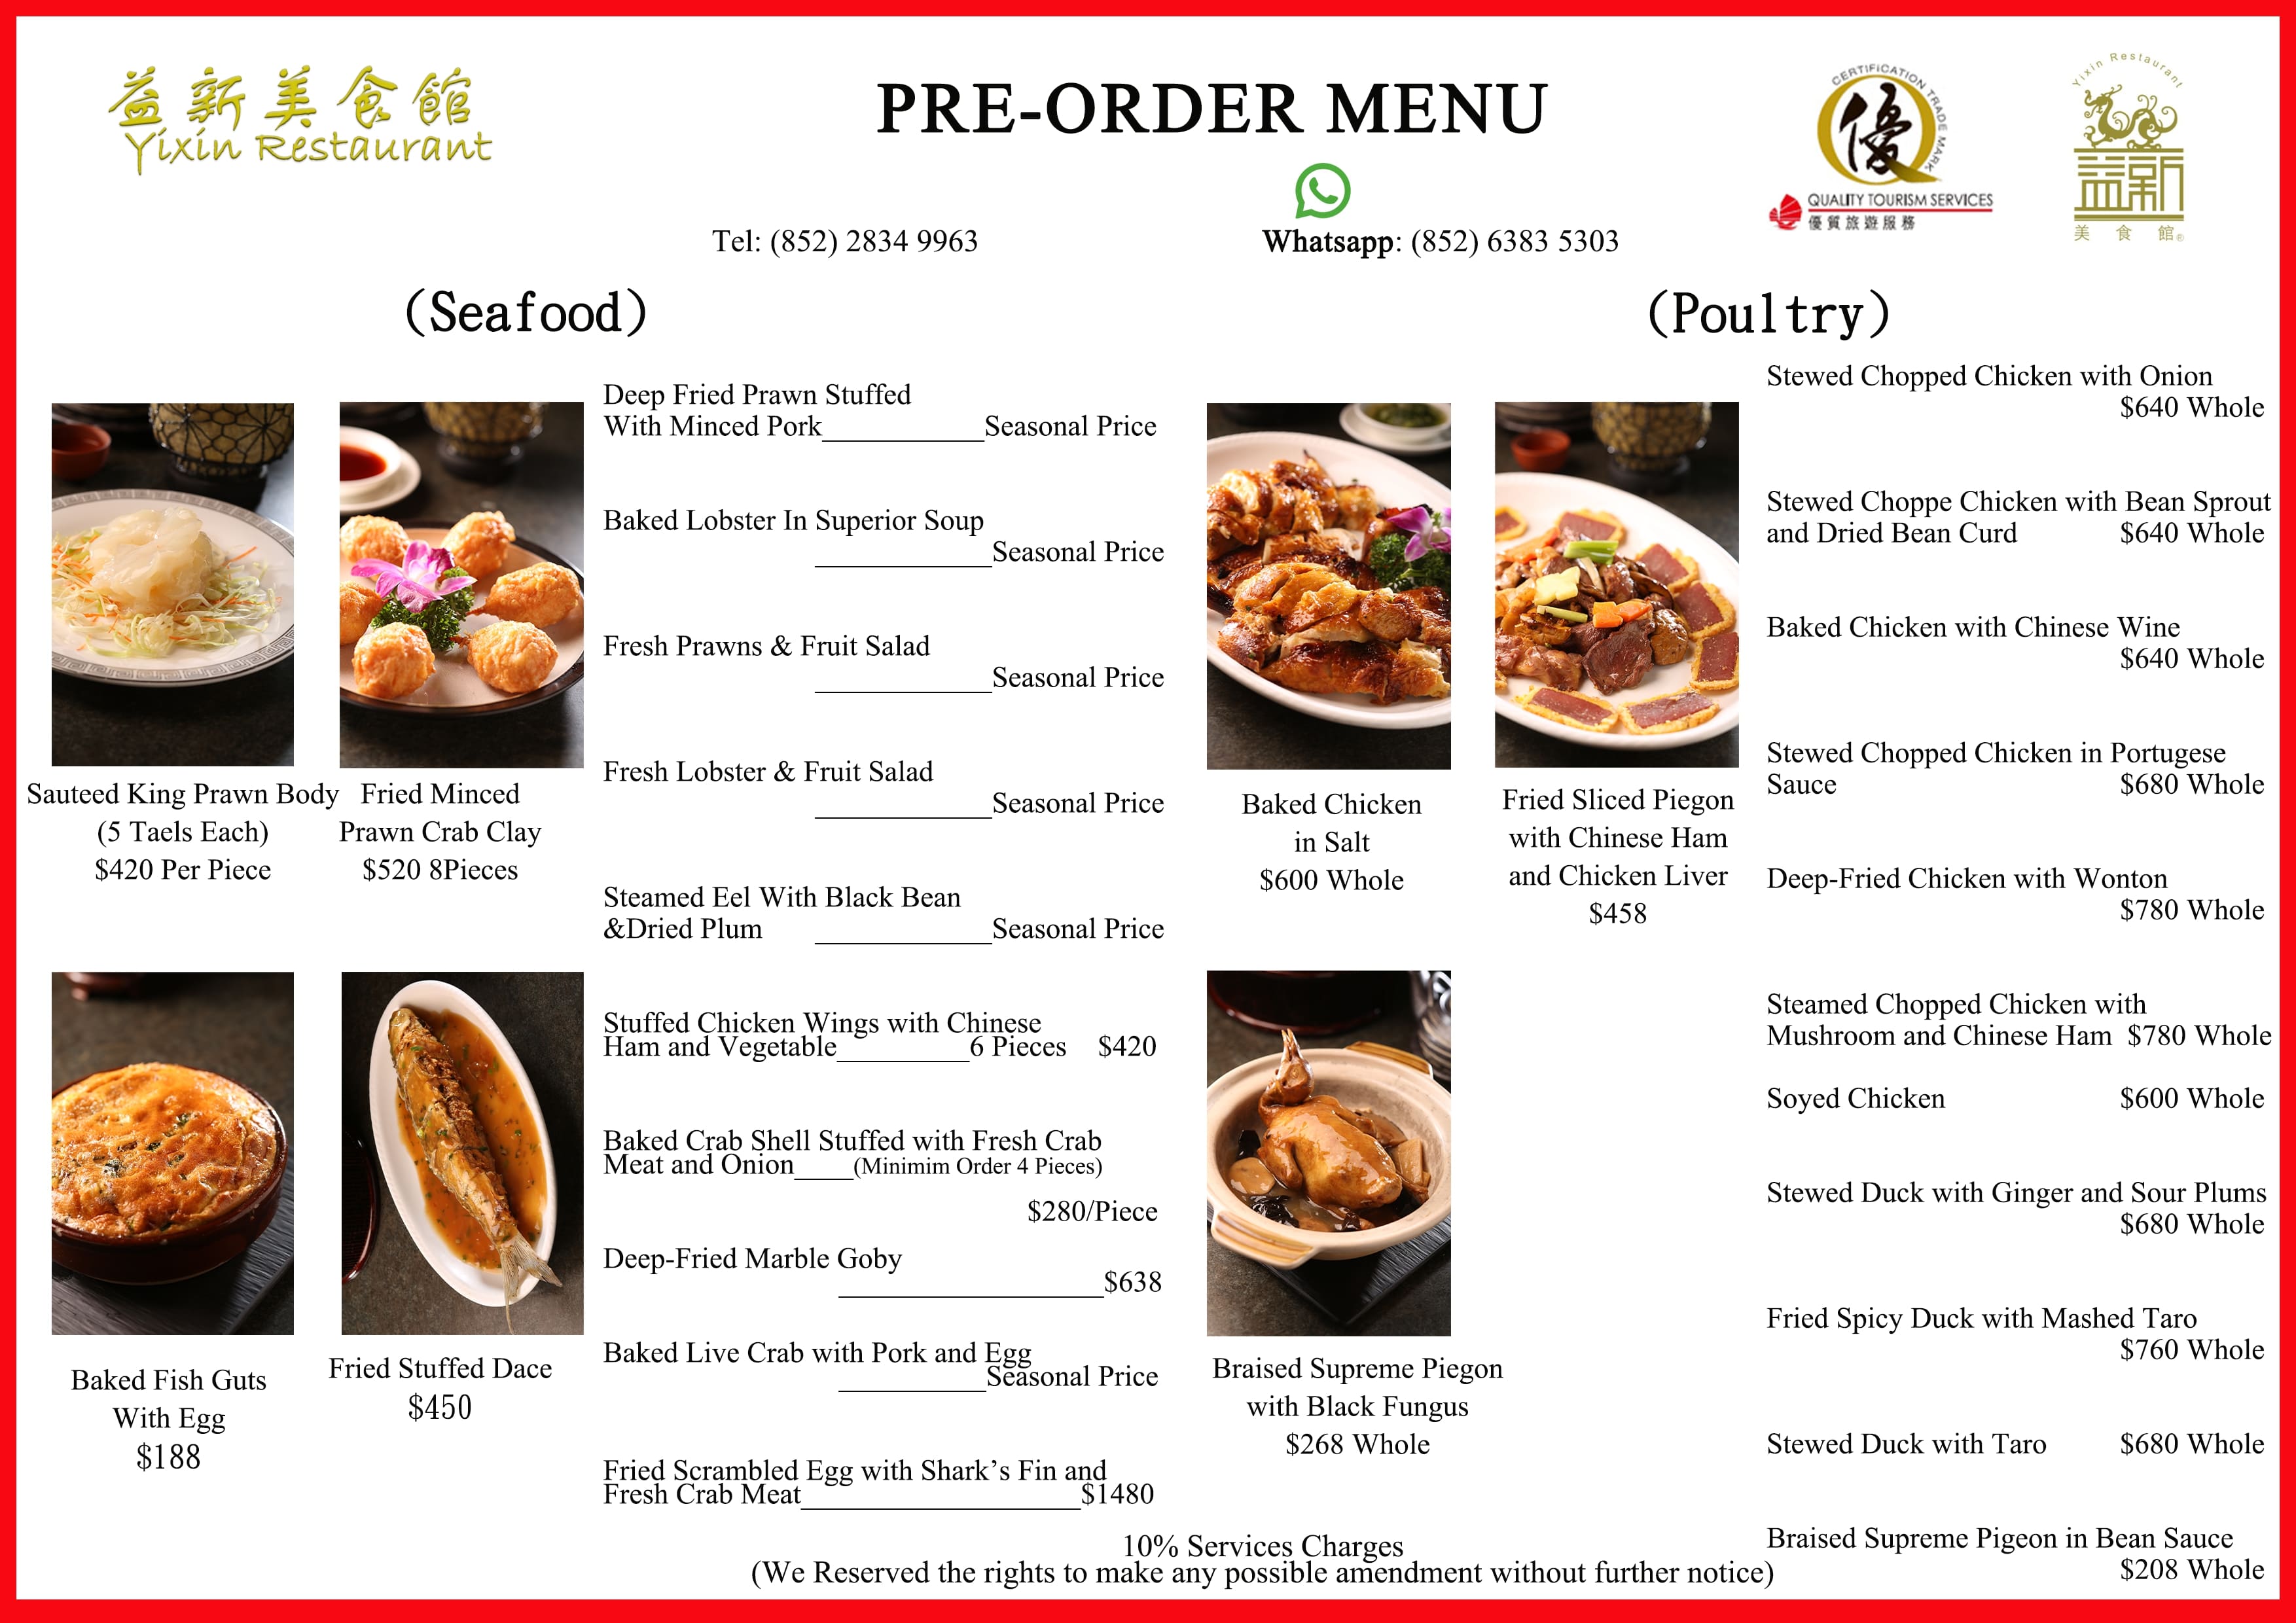 益新美食館
Yixin Restaurant
PRE-ORDER MENU
Tel: (852) 2834 9963
Whatsapp: (852) 6383 5303
CERTIFICATION TRADE MARK
優
QUALITY TOURISM SERVICES
優質旅遊服務
Yixin Restaurant
益新
美食館®
(Seafood)
Sauteed King Prawn Body
(5 Taels Each)
$420 Per Piece
Fried Minced
Prawn Crab Clay
$520 8Pieces
Baked Fish Guts
With Egg
$188
Fried Stuffed Dace
$450
Deep Fried Prawn Stuffed
With Minced Pork____________Seasonal Price
Baked Lobster In Superior Soup
_____________Seasonal Price
Fresh Prawns & Fruit Salad
_____________Seasonal Price
Fresh Lobster & Fruit Salad
_____________Seasonal Price
Steamed Eel With Black Bean
&Dried Plum _____________Seasonal Price
Stuffed Chicken Wings with Chinese
Ham and Vegetable_________6 Pieces $420
Baked Crab Shell Stuffed with Fresh Crab
Meat and Onion____(Minimim Order 4 Pieces)
$280/Piece
Deep-Fried Marble Goby
__________________$638
Baked Live Crab with Pork and Egg
__________Seasonal Price
Fried Scrambled Egg with Shark’s Fin and
Fresh Crab Meat___________________$1480
(Poultry)
Baked Chicken
in Salt
$600 Whole
Fried Sliced Piegon
with Chinese Ham
and Chicken Liver
$458
Braised Supreme Piegon
with Black Fungus
$268 Whole
Stewed Chopped Chicken with Onion
$640 Whole
Stewed Choppe Chicken with Bean Sprout
and Dried Bean Curd $640 Whole
Baked Chicken with Chinese Wine
$640 Whole
Stewed Chopped Chicken in Portugese
Sauce $680 Whole
Deep-Fried Chicken with Wonton
$780 Whole
Steamed Chopped Chicken with
Mushroom and Chinese Ham $780 Whole
Soyed Chicken $600 Whole
Stewed Duck with Ginger and Sour Plums
$680 Whole
Fried Spicy Duck with Mashed Taro
$760 Whole
Stewed Duck with Taro $680 Whole
Braised Supreme Pigeon in Bean Sauce
$208 Whole
10% Services Charges
(We Reserved the rights to make any possible amendment without further notice)